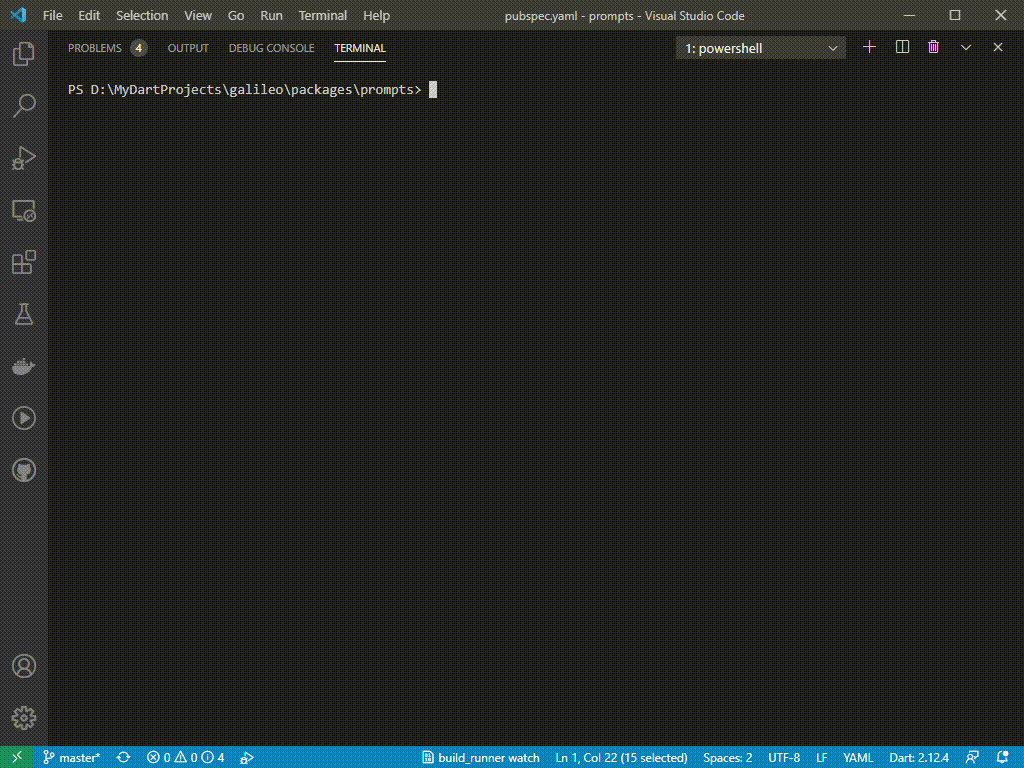 File Edit Selection View Go Run Terminal Help pubspec.yaml - prompts - Visual Studio Code
PROBLEMS 4 OUTPUT DEBUG CONSOLE TERMINAL 1: powershell
PS D:\MyDartProjects\galileo\packages\prompts>
master* 0 0 4 build_runner watch Ln 1, Col 22 (15 selected) Spaces: 2 UTF-8 LF YAML Dart: 2.12.4